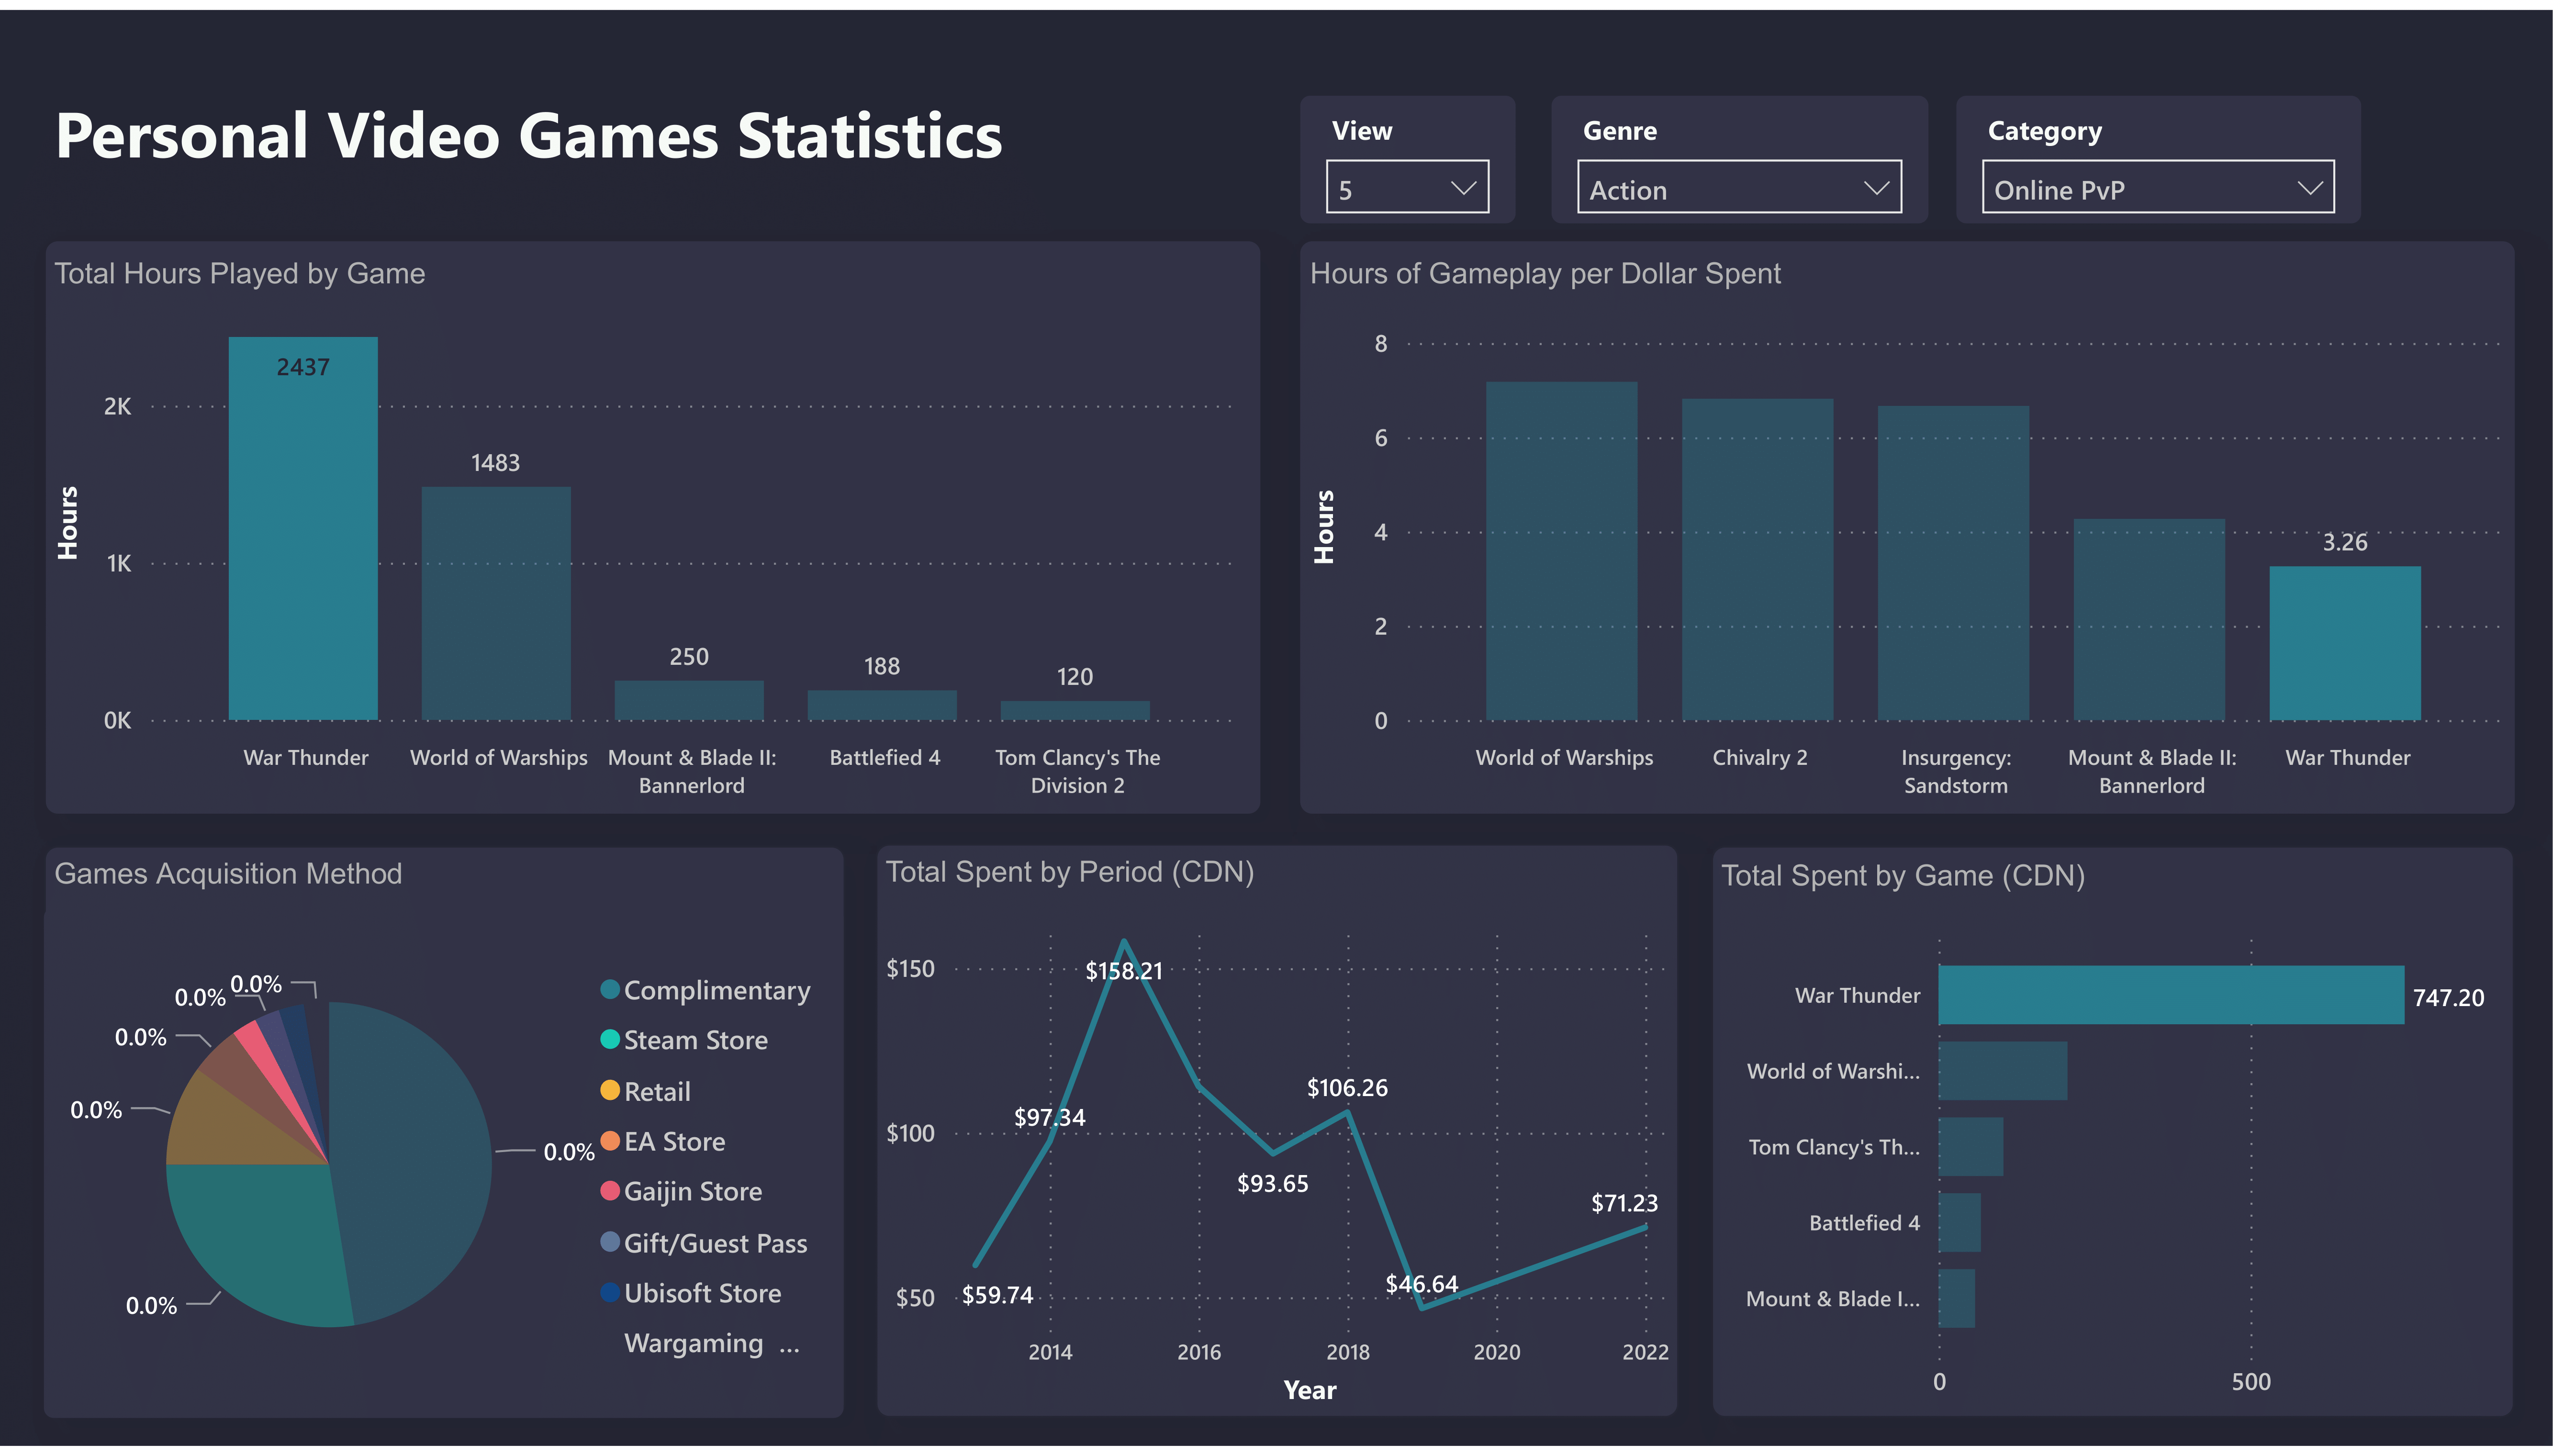 Personal Video Games Statistics
View
5
Genre
Action
Category
Online PvP
Total Hours Played by Game
Hours
2K
1K
0K
2437
1483
250
188
120
War Thunder
World of Warships
Mount & Blade II:
Bannerlord
Battlefied 4
Tom Clancy's The
Division 2
Hours of Gameplay per Dollar Spent
Hours
8
6
4
2
0
3.26
World of Warships
Chivalry 2
Insurgency:
Sandstorm
Mount & Blade II:
Bannerlord
War Thunder
Games Acquisition Method
0.0%
0.0%
0.0%
0.0%
0.0%
0.0%
Complimentary
Steam Store
Retail
EA Store
Gaijin Store
Gift/Guest Pass
Ubisoft Store
Wargaming ...
Total Spent by Period (CDN)
$150
$100
$50
$59.74
$97.34
$158.21
$93.65
$106.26
$46.64
$71.23
2014
2016
2018
2020
2022
Year
Total Spent by Game (CDN)
War Thunder
747.20
World of Warshi...
Tom Clancy's Th...
Battlefied 4
Mount & Blade I...
0
500